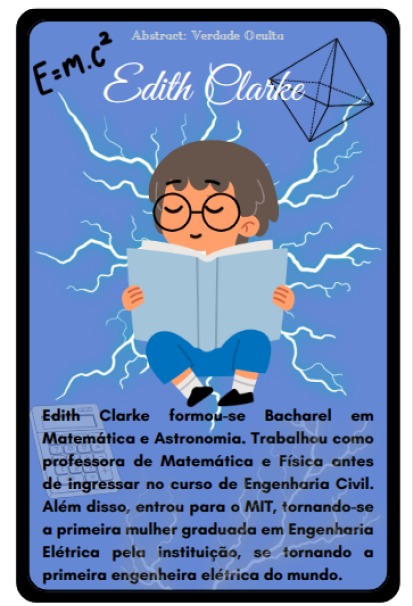 Abstract: Verdade Oculta
E=m.c²
Edith Clarke
Edith Clarke formou-se Bacharel em
Matemática e Astronomia. Trabalhou como
professora de Matemática e Física antes
de ingressar no curso de Engenharia Civil.
Além disso, entrou para o MIT, tornando-se
a primeira mulher graduada em Engenharia
Elétrica pela instituição, se tornando a
primeira engenheira elétrica do mundo.